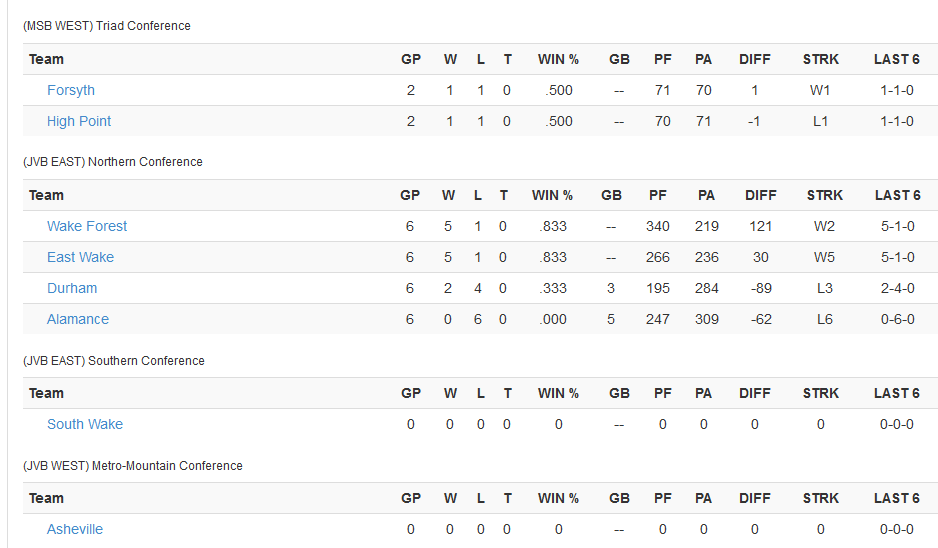 (MSB WEST) Triad Conference
Team GP W L T WIN % GB PF PA DIFF STRK LAST 6
Forsyth 2 1 1 0 .500 -- 71 70 1 W1 1-1-0
High Point 2 1 1 0 .500 -- 70 71 -1 L1 1-1-0
(JVB EAST) Northern Conference
Team GP W L T WIN % GB PF PA DIFF STRK LAST 6
Wake Forest 6 5 1 0 .833 -- 340 219 121 W2 5-1-0
East Wake 6 5 1 0 .833 -- 266 236 30 W5 5-1-0
Durham 6 2 4 0 .333 3 195 284 -89 L3 2-4-0
Alamance 6 0 6 0 .000 5 247 309 -62 L6 0-6-0
(JVB EAST) Southern Conference
Team GP W L T WIN % GB PF PA DIFF STRK LAST 6
South Wake 0 0 0 0 0 -- 0 0 0 0 0-0-0
(JVB WEST) Metro-Mountain Conference
Team GP W L T WIN % GB PF PA DIFF STRK LAST 6
Asheville 0 0 0 0 0 -- 0 0 0 0 0-0-0